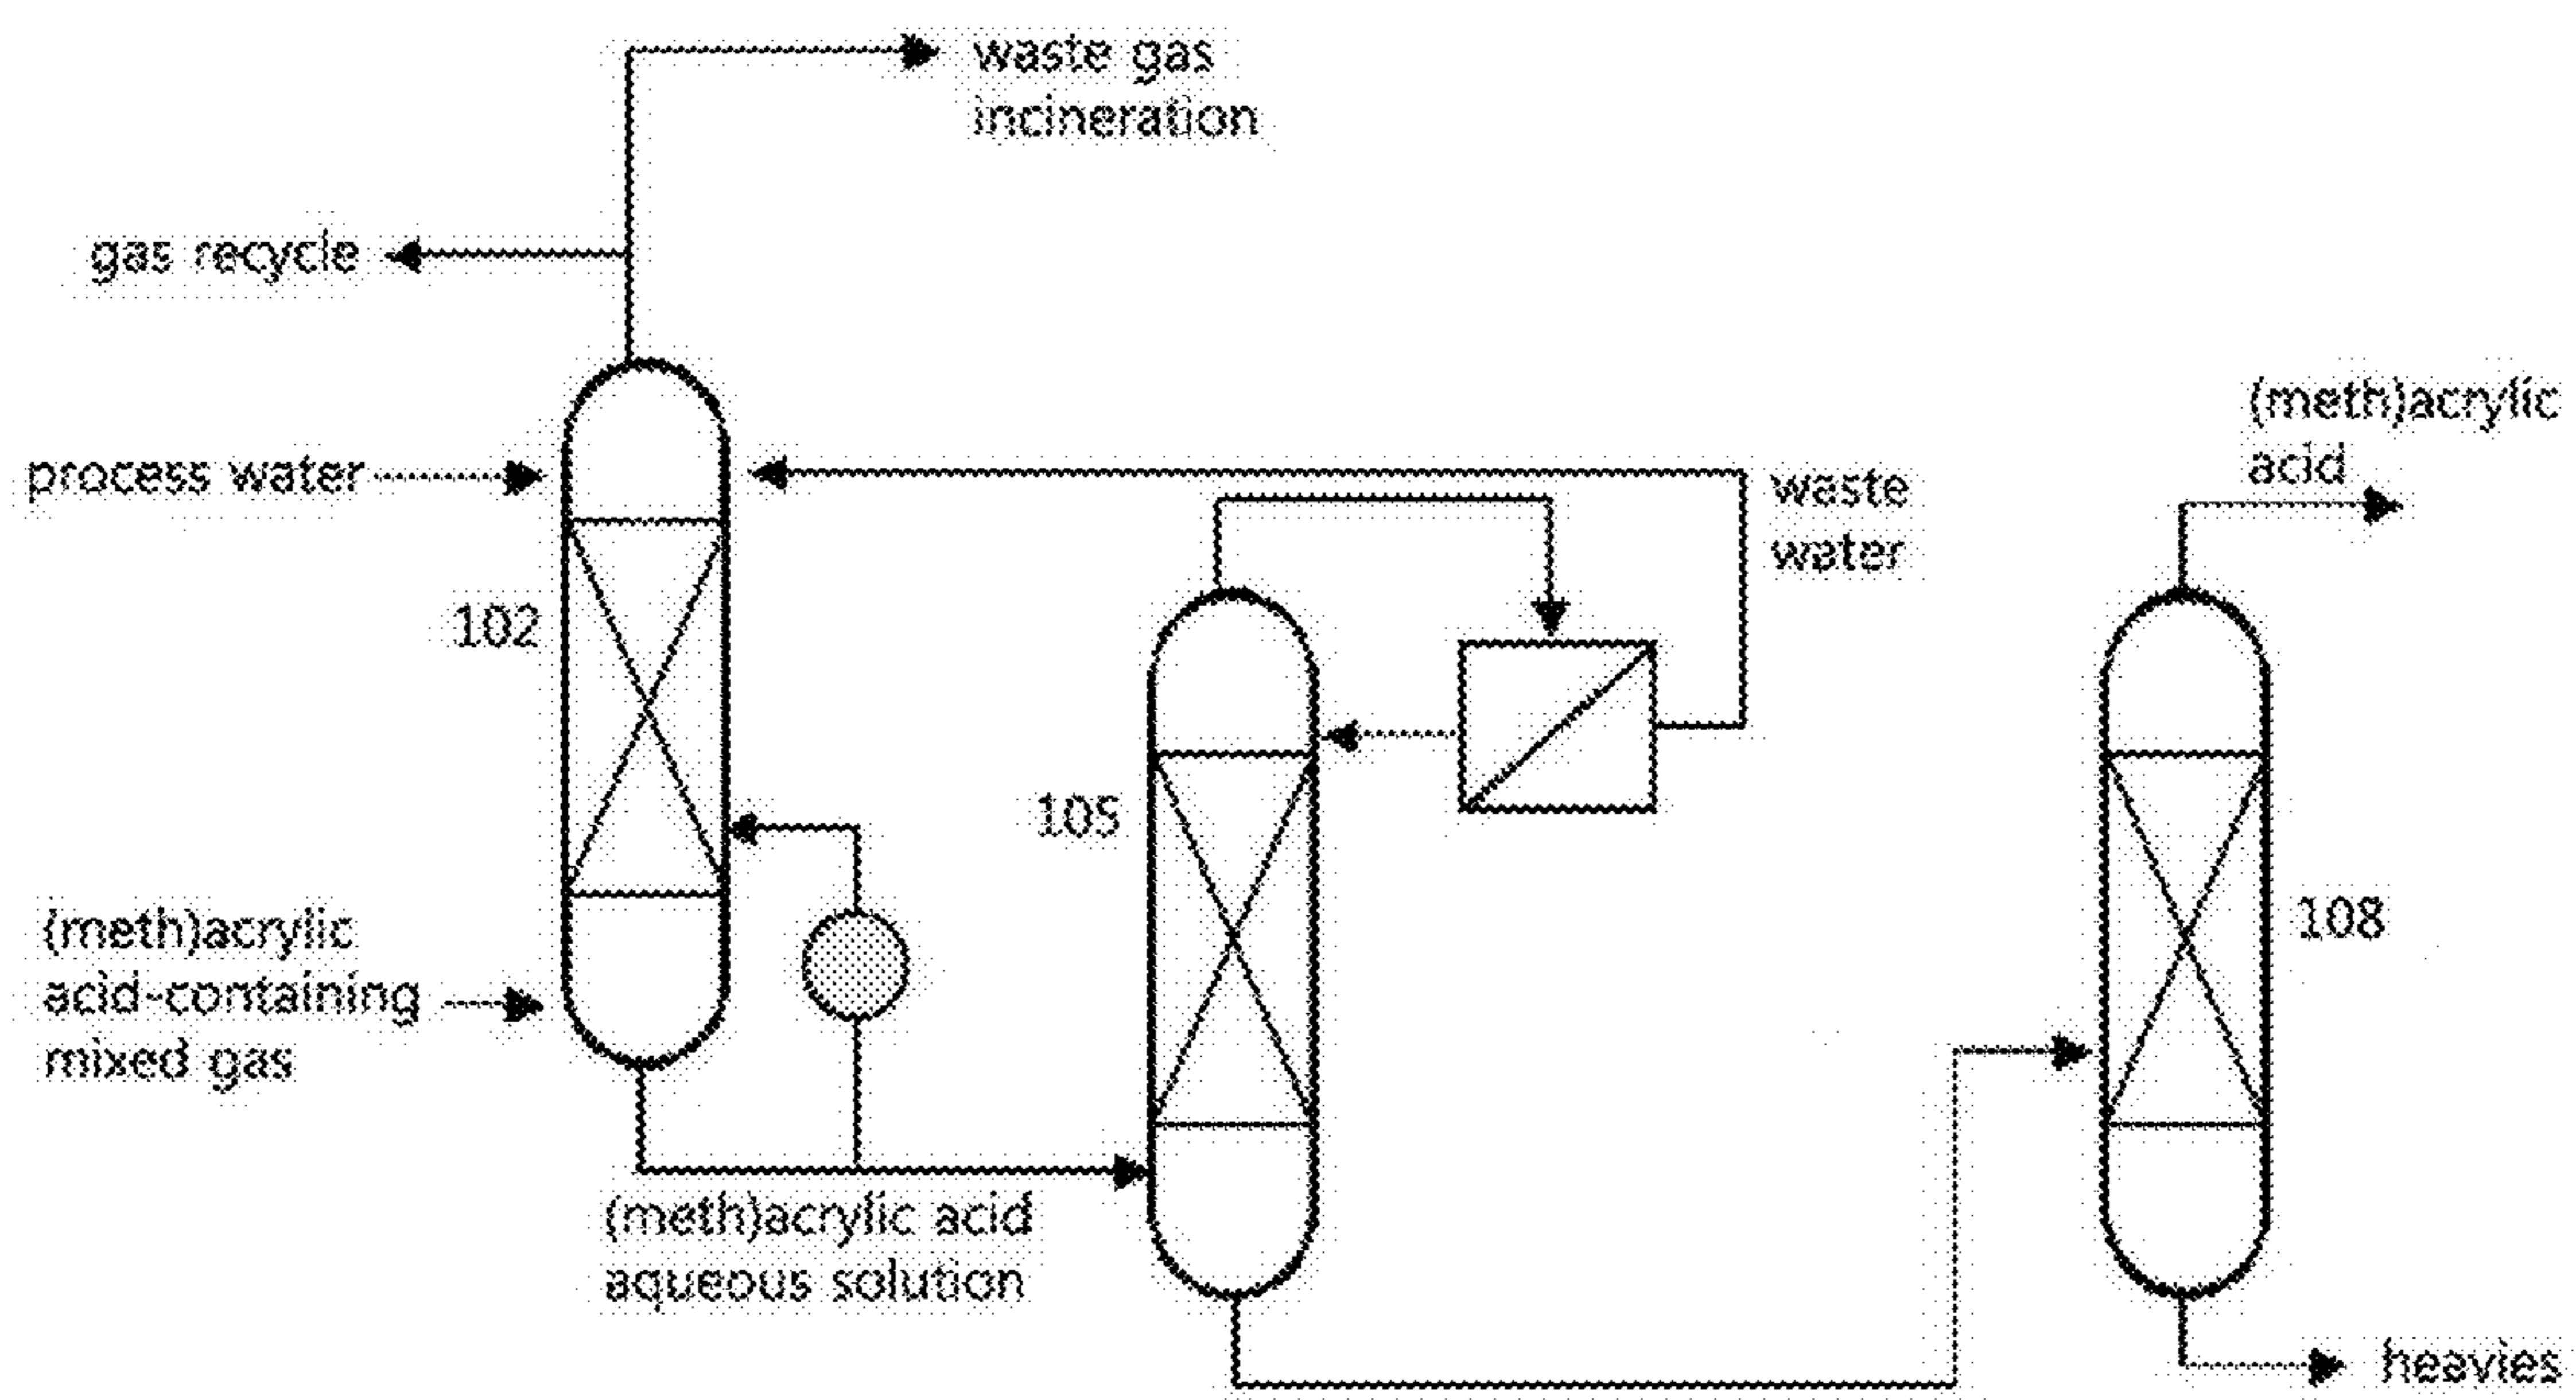 waste gas
incineration
gas recycle
process water
(meth)acrylic
acid
waste
water
102
105
108
(meth)acrylic
acid-containing
mixed gas
(meth)acrylic acid
aqueous solution
heavies